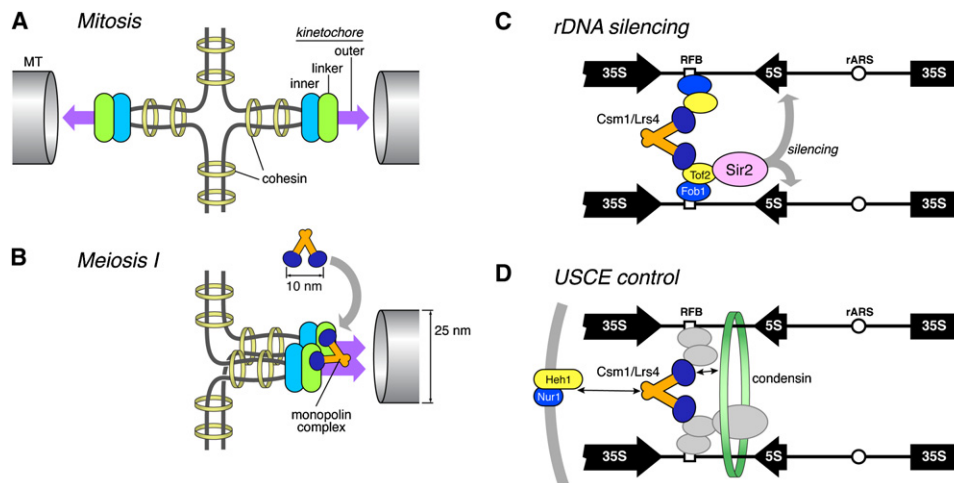 A
Mitosis
MT
kinetochore
outer
linker
inner
cohesin
B
Meiosis I
10 nm
25 nm
monopolin
complex
C
rDNA silencing
RFB
rARS
35S
5S
35S
Csm1/Lrs4
silencing
Tof2
Sir2
Fob1
35S
5S
35S
D
USCE control
RFB
rARS
35S
5S
35S
Csm1/Lrs4
condensin
Heh1
Nur1
35S
5S
35S